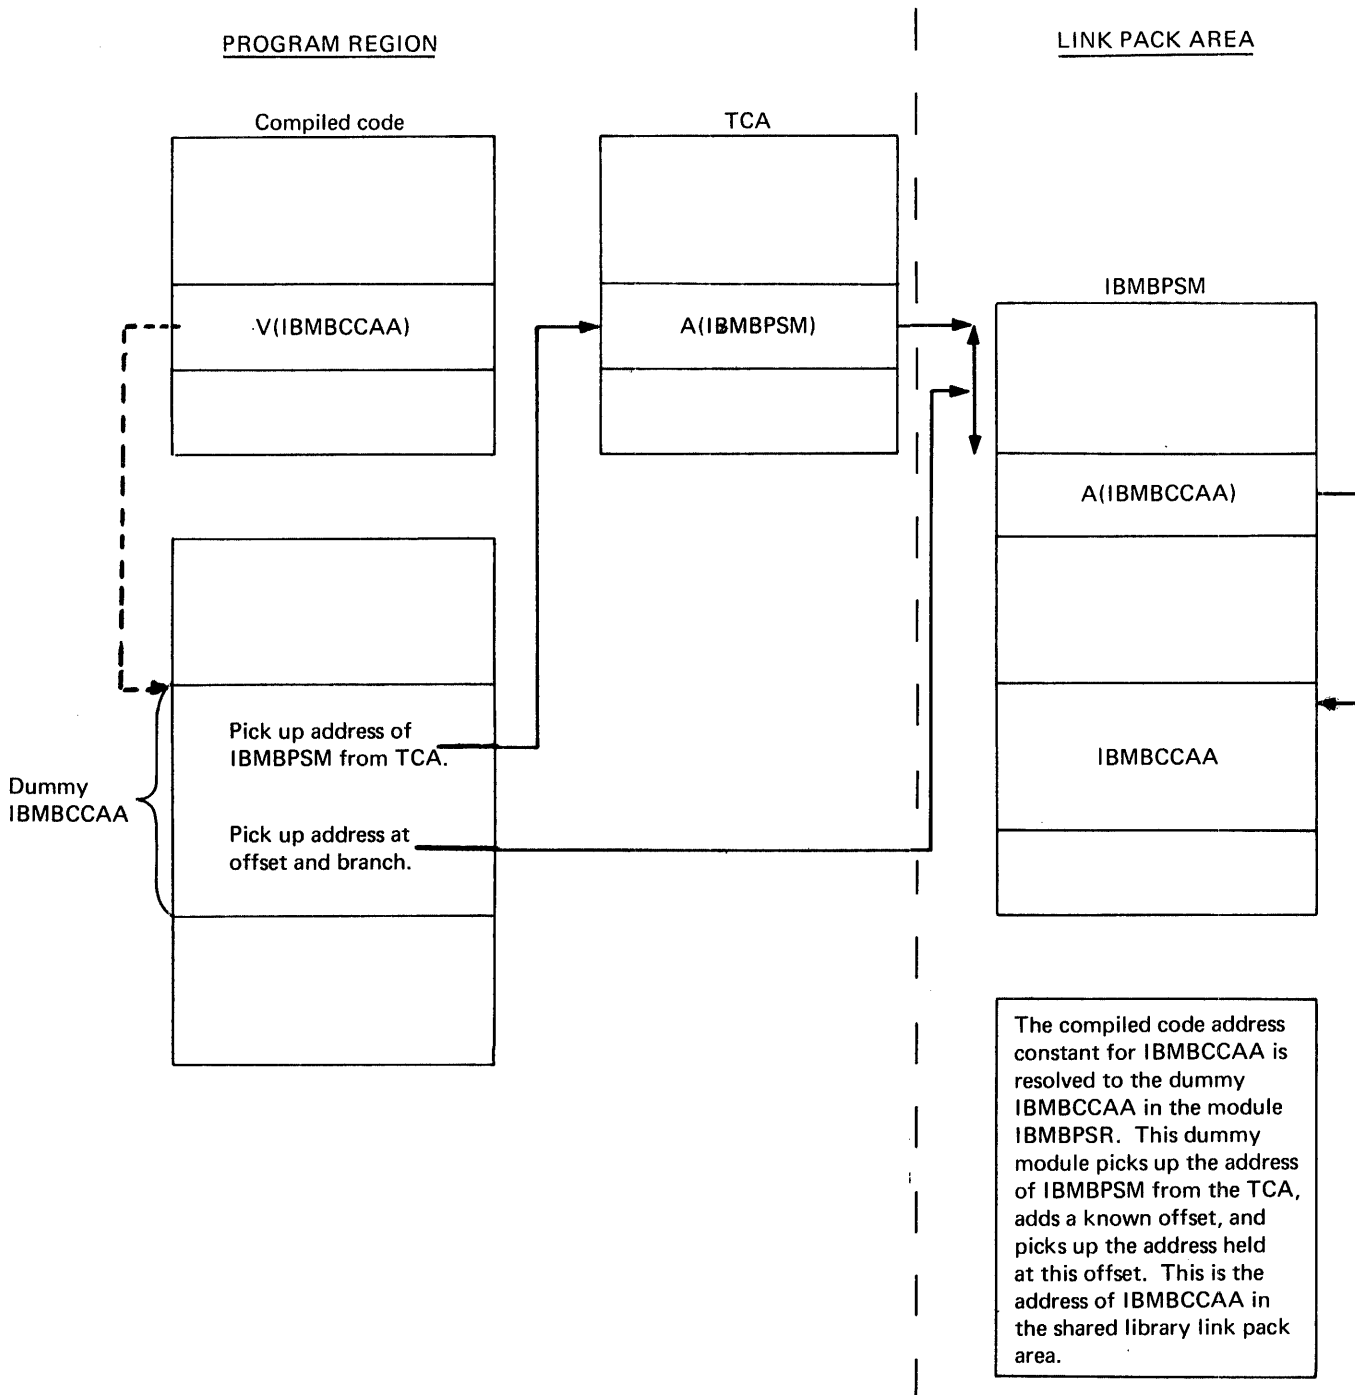 PROGRAM REGION
LINK PACK AREA
Compiled code
TCA
IBMBPSM
V(IBMBCCAA)
A(IBMBPSM)
A(IBMBCCAA)
Pick up address of
IBMBPSM from TCA.
Dummy
IBMBCCAA
Pick up address at
offset and branch.
IBMBCCAA
The compiled code address
constant for IBMBCCAA is
resolved to the dummy
IBMBCCAA in the module
IBMBPSR. This dummy
module picks up the address
of IBMBPSM from the TCA,
adds a known offset, and
picks up the address held
at this offset. This is the
address of IBMBCCAA in
the shared library link pack
area.